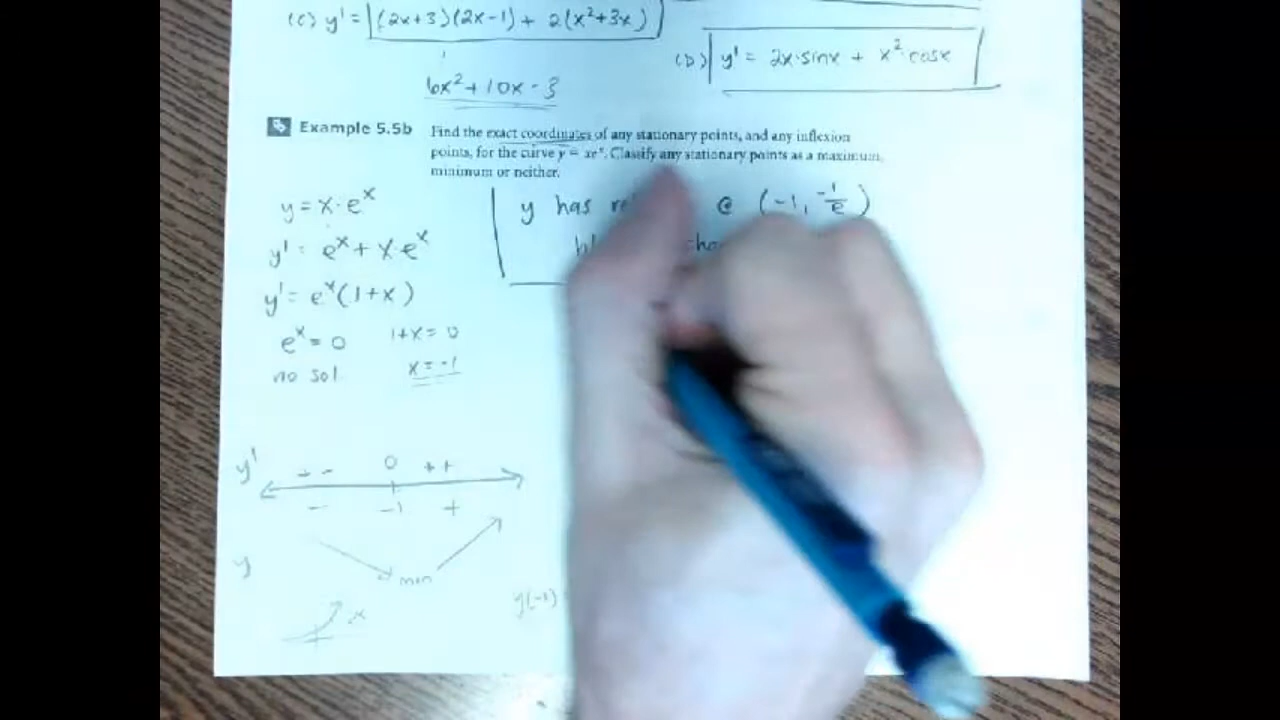 (C) y' = (2x+3)(2x-1) + 2(x²+3x)
6x² + 10x - 3
(D) y' = 2x·sinx + x²·cosx
Example 5.5b
Find the exact coordinates of any stationary points, and any inflexion
points, for the curve y = xeˣ. Classify any stationary points as a maximum,
minimum or neither.
y = x·eˣ
y' = eˣ + x·eˣ
y' = eˣ(1+x)
eˣ = 0 1+x = 0
no sol. x = -1
y has @ (-1, -1/e)
y' -- 0 ++
- -1 +
y min
y(-1)